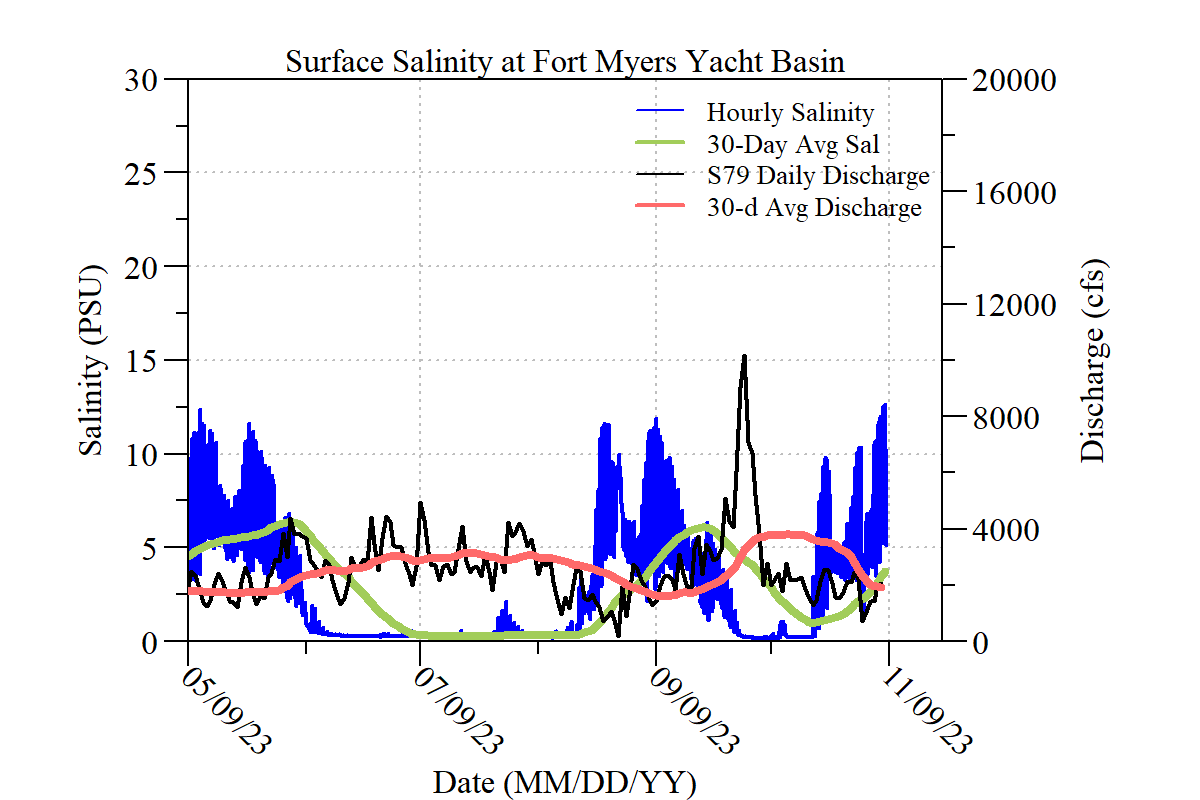 Surface Salinity at Fort Myers Yacht Basin
Hourly Salinity
30-Day Avg Sal
S79 Daily Discharge
30-d Avg Discharge
30
25
20
15
10
5
0
Salinity (PSU)
20000
16000
12000
8000
4000
0
Discharge (cfs)
05/09/23
07/09/23
09/09/23
11/09/23
Date (MM/DD/YY)